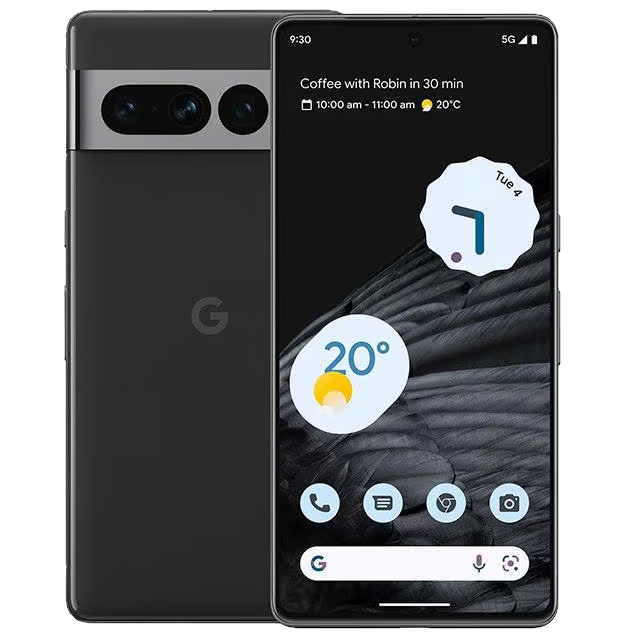 9:30
5G
Coffee with Robin in 30 min
10:00 am - 11:00 am 20°C
Tue 4
20°
G
G